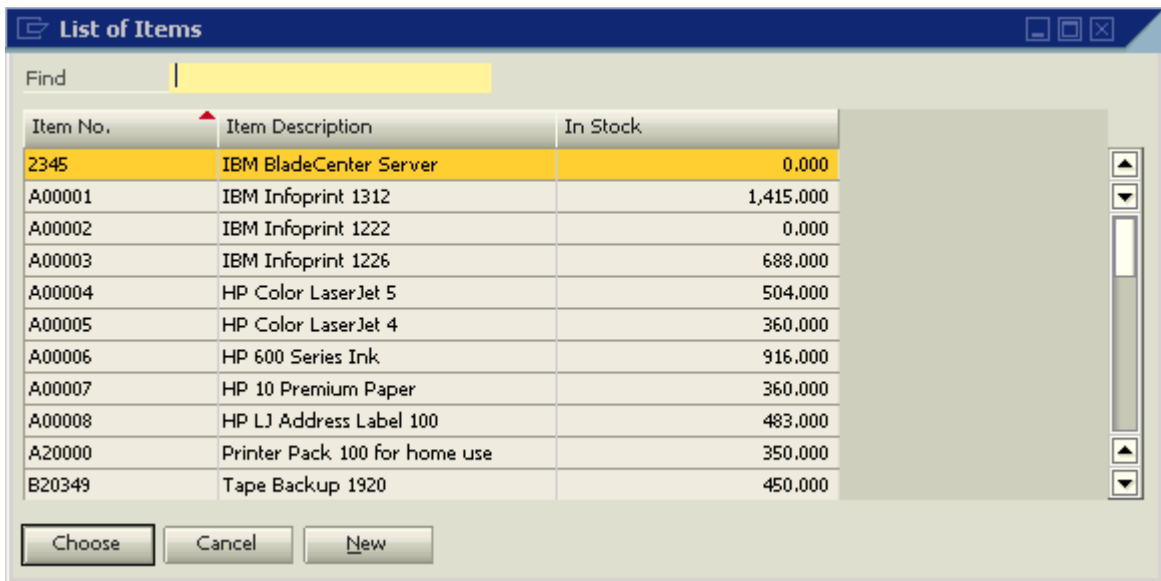 List of Items
Find
Item No. Item Description In Stock
2345 IBM BladeCenter Server 0.000
A00001 IBM Infoprint 1312 1,415.000
A00002 IBM Infoprint 1222 0.000
A00003 IBM Infoprint 1226 688.000
A00004 HP Color LaserJet 5 504.000
A00005 HP Color LaserJet 4 360.000
A00006 HP 600 Series Ink 916.000
A00007 HP 10 Premium Paper 360.000
A00008 HP LJ Address Label 100 483.000
A20000 Printer Pack 100 for home use 350.000
B20349 Tape Backup 1920 450.000
Choose Cancel New